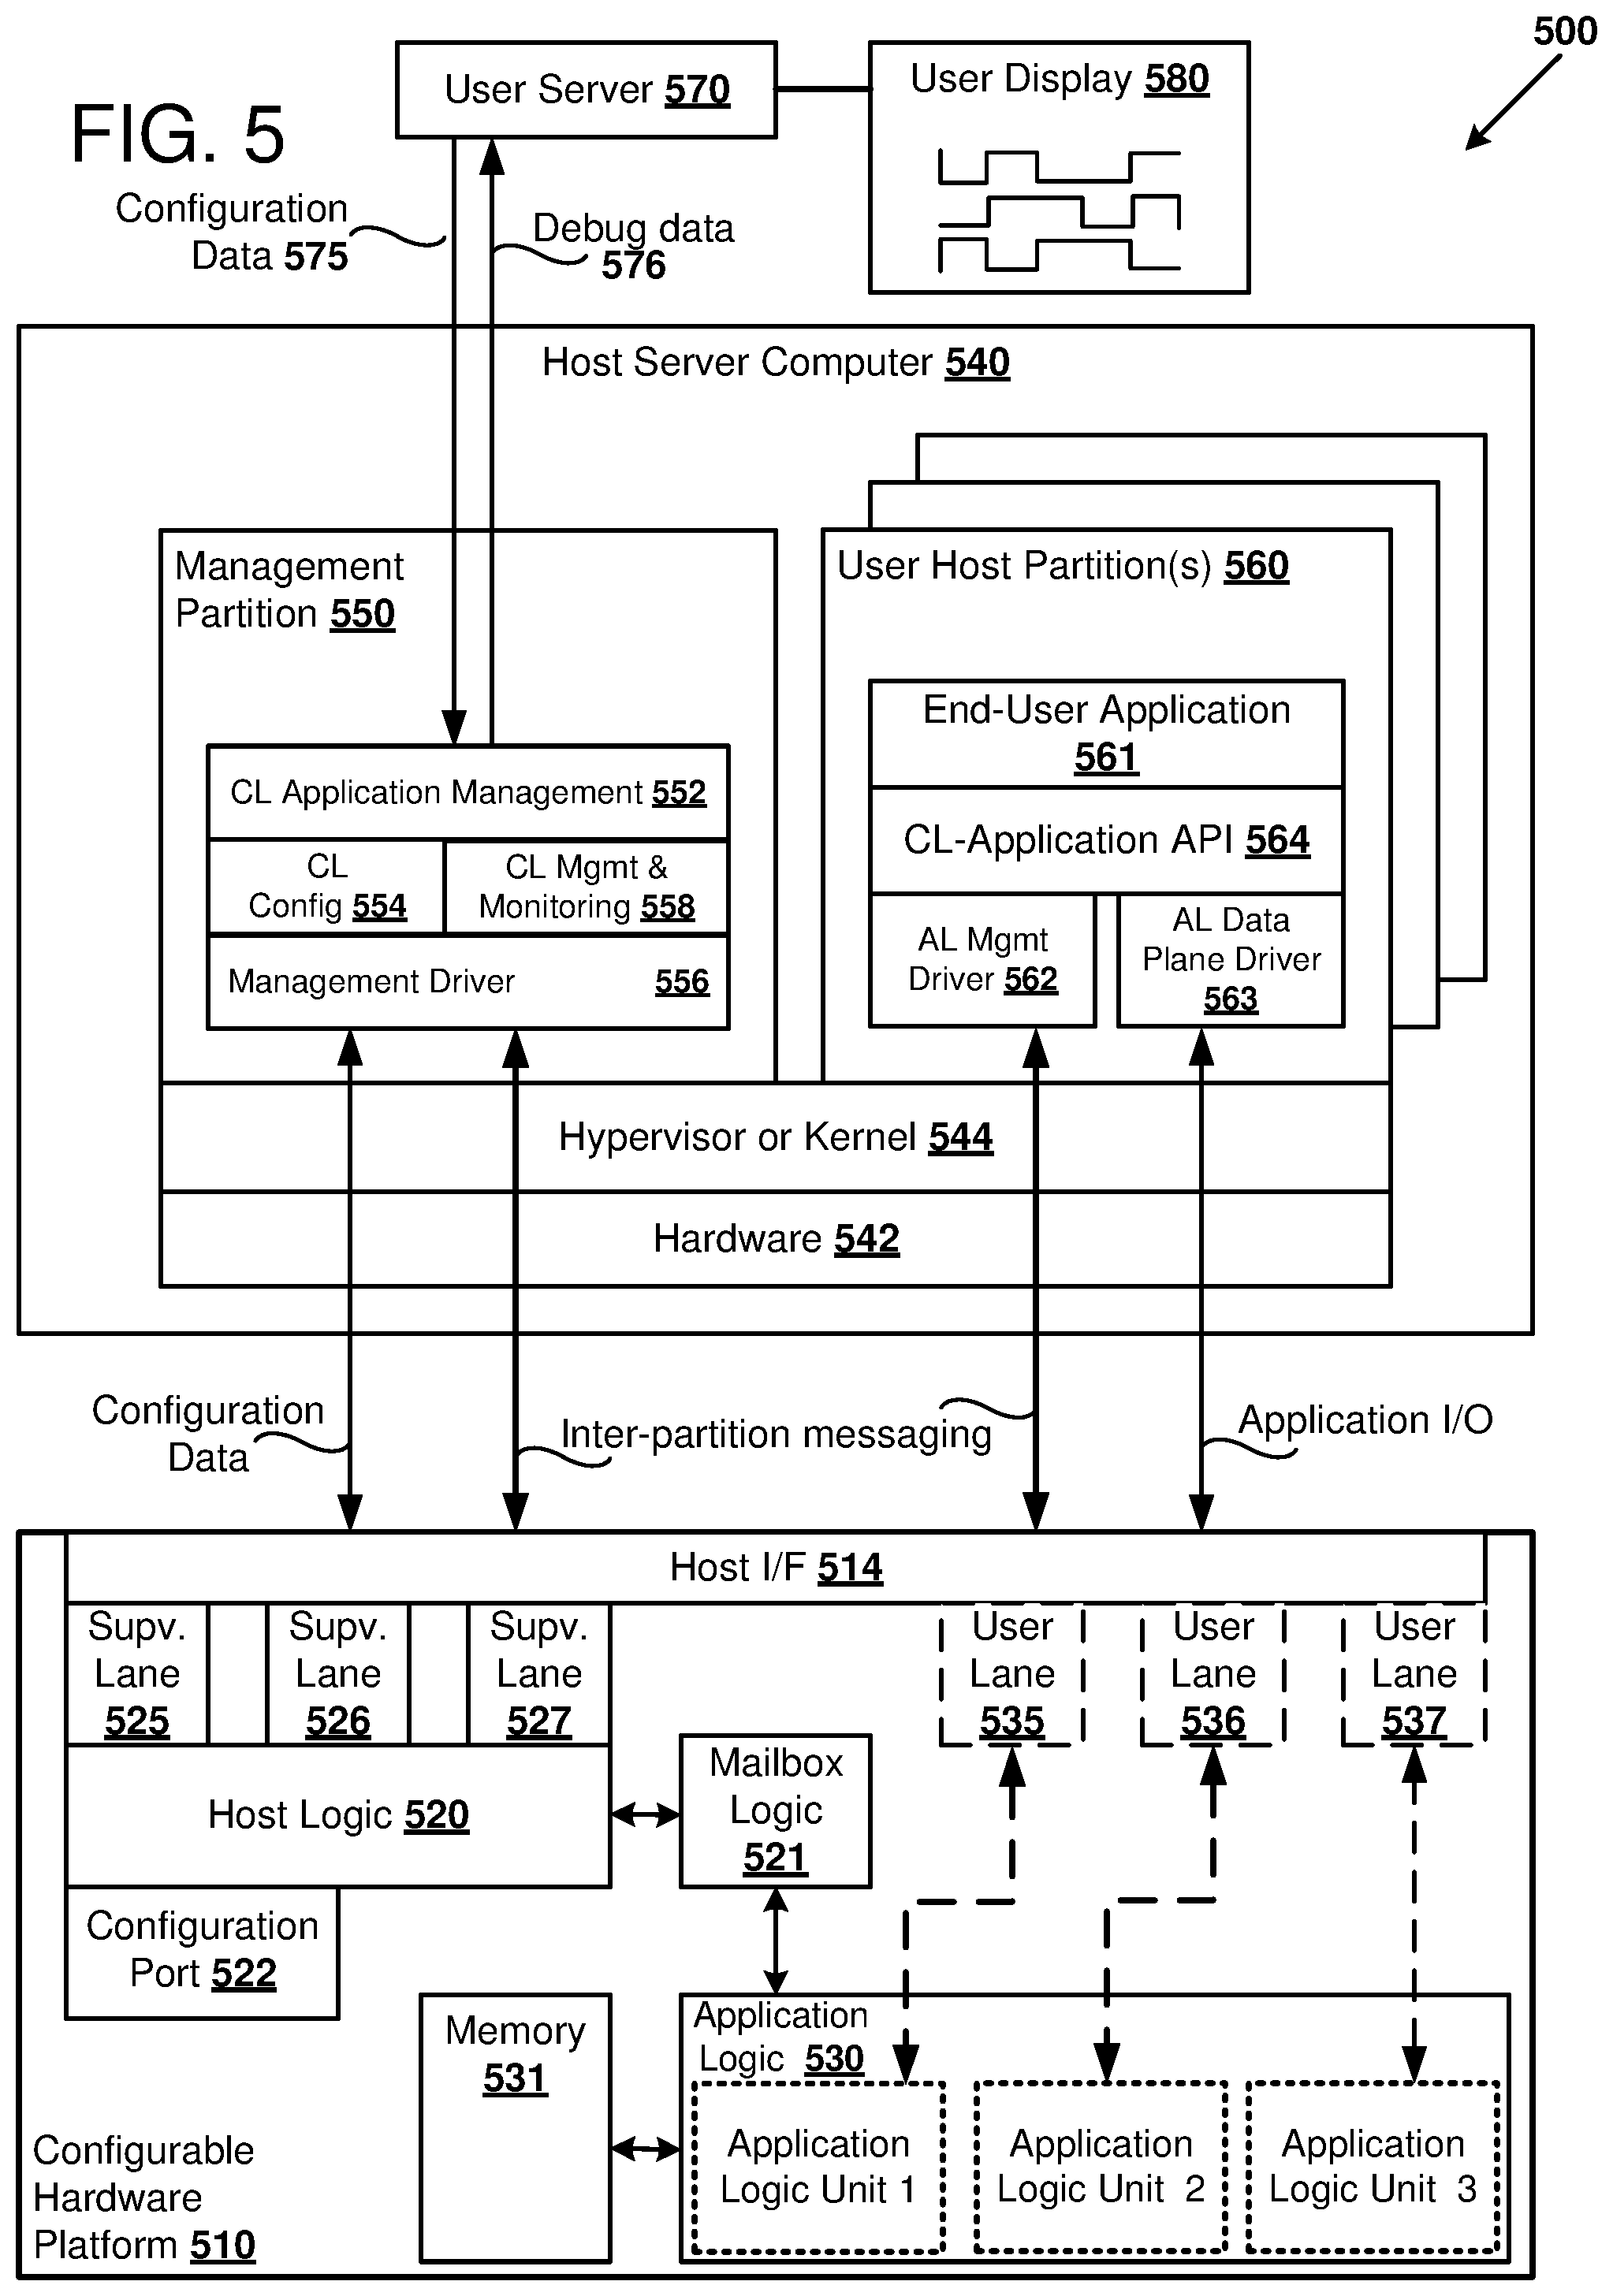 500
FIG. 5
User Server 570
User Display 580
Configuration
Data 575
Debug data
576
Host Server Computer 540
Management
Partition 550
CL Application Management 552
CL
Config 554
CL Mgmt &
Monitoring 558
Management Driver 556
User Host Partition(s) 560
End-User Application
561
CL-Application API 564
AL Mgmt
Driver 562
AL Data
Plane Driver
563
Hypervisor or Kernel 544
Hardware 542
Configuration
Data
Inter-partition messaging
Application I/O
Host I/F 514
Supv.
Lane
525
Supv.
Lane
526
Supv.
Lane
527
User
Lane
535
User
Lane
536
User
Lane
537
Host Logic 520
Mailbox
Logic
521
Configuration
Port 522
Memory
531
Application
Logic 530
Application
Logic Unit 1
Application
Logic Unit 2
Application
Logic Unit 3
Configurable
Hardware
Platform 510